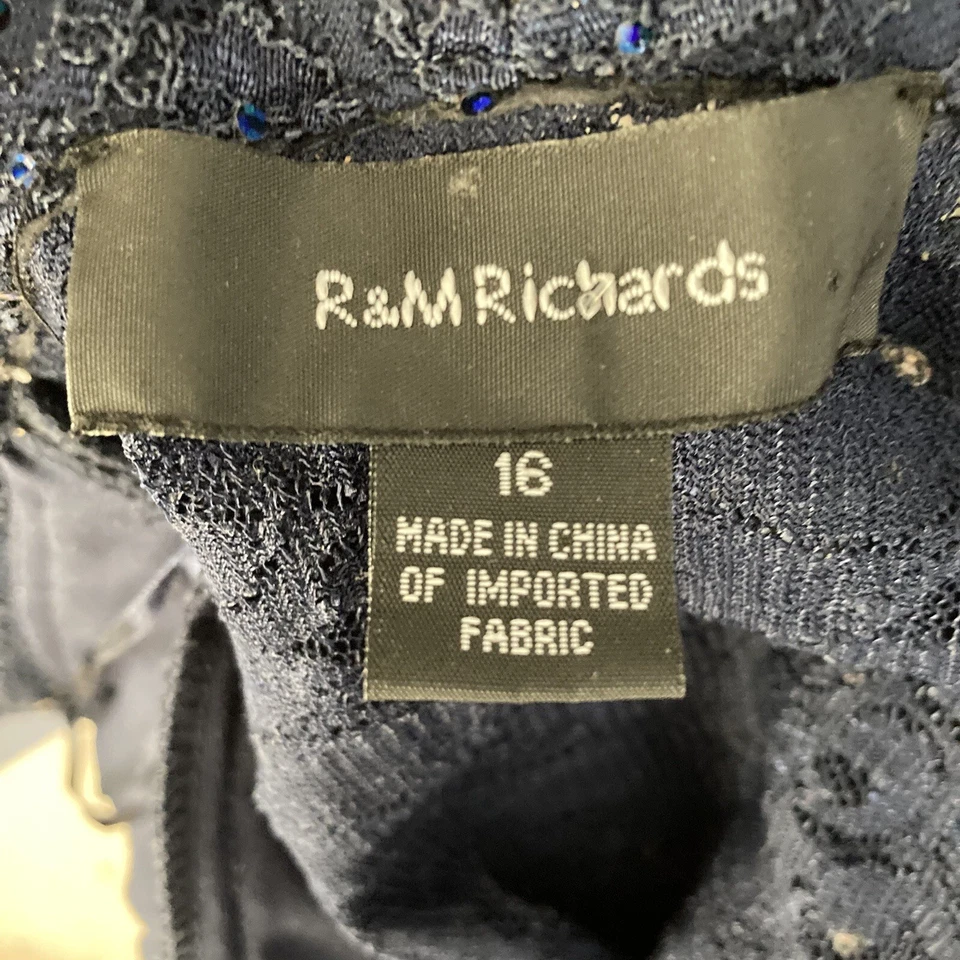 R&M Richards
16
MADE IN CHINA
OF IMPORTED
FABRIC